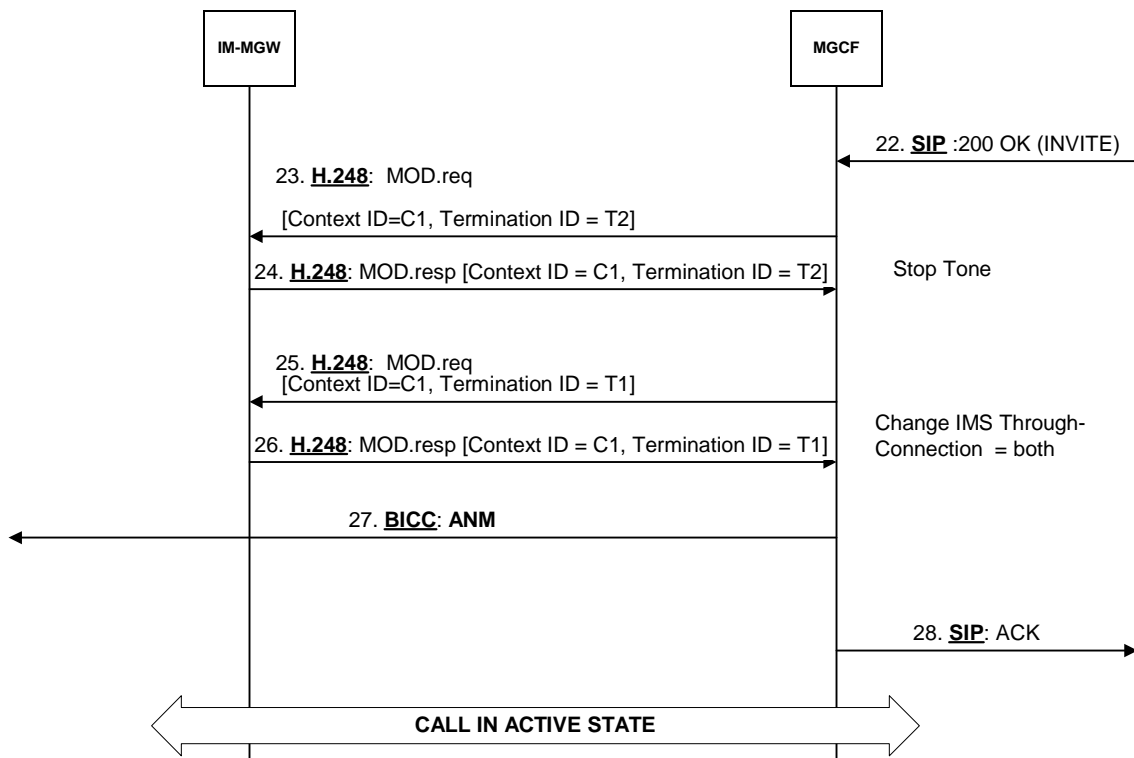 IM-MGW
MGCF
22. SIP :200 OK (INVITE)
23. H.248: MOD.req
[Context ID=C1, Termination ID = T2]
24. H.248: MOD.resp [Context ID = C1, Termination ID = T2]
Stop Tone
25. H.248: MOD.req
[Context ID=C1, Termination ID = T1]
Change IMS Through-
Connection = both
26. H.248: MOD.resp [Context ID = C1, Termination ID = T1]
27. BICC: ANM
28. SIP: ACK
CALL IN ACTIVE STATE